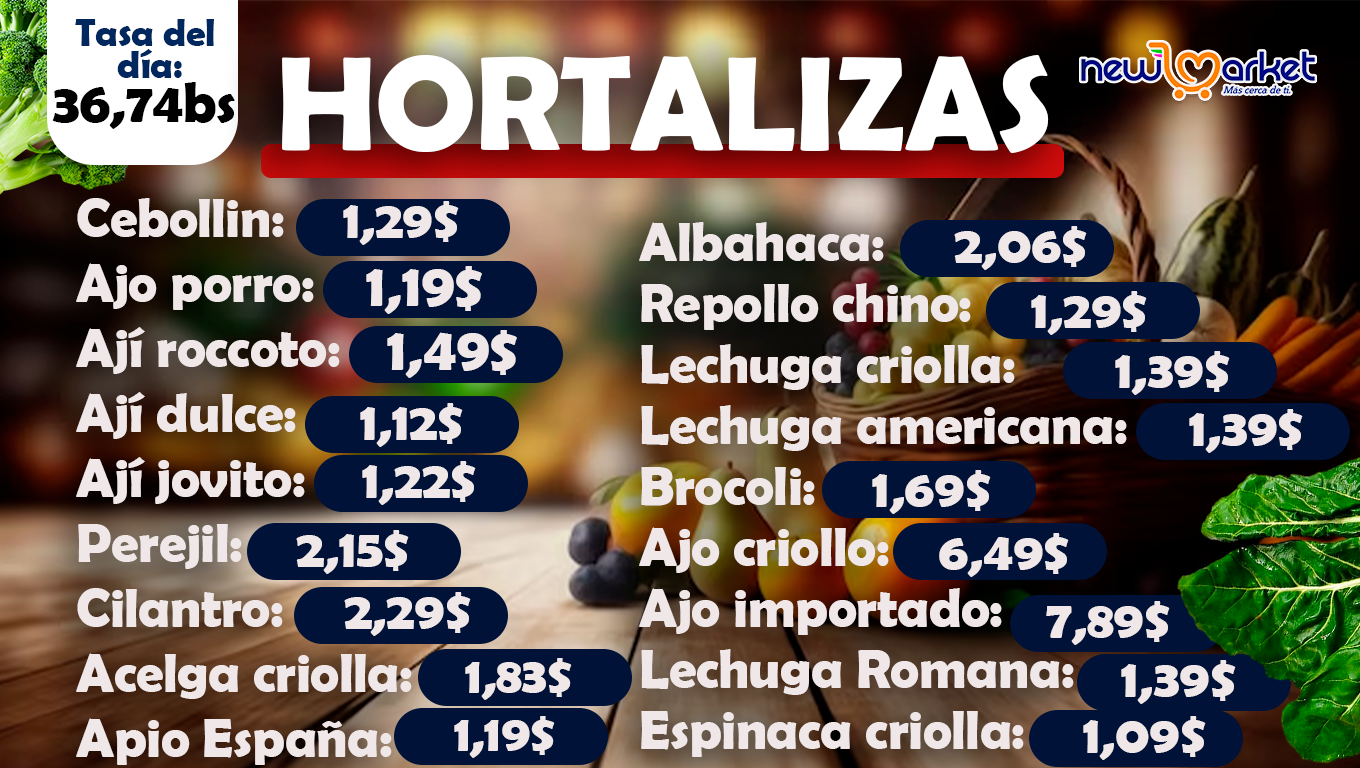 Tasa del
día:
36,74bs
HORTALIZAS
new market
Más cerca de ti.
Cebollin: 1,29$
Ajo porro: 1,19$
Ají roccoto: 1,49$
Ají dulce: 1,12$
Ají jovito: 1,22$
Perejil: 2,15$
Cilantro: 2,29$
Acelga criolla: 1,83$
Apio España: 1,19$
Albahaca: 2,06$
Repollo chino: 1,29$
Lechuga criolla: 1,39$
Lechuga americana: 1,39$
Brocoli: 1,69$
Ajo criollo: 6,49$
Ajo importado: 7,89$
Lechuga Romana: 1,39$
Espinaca criolla: 1,09$